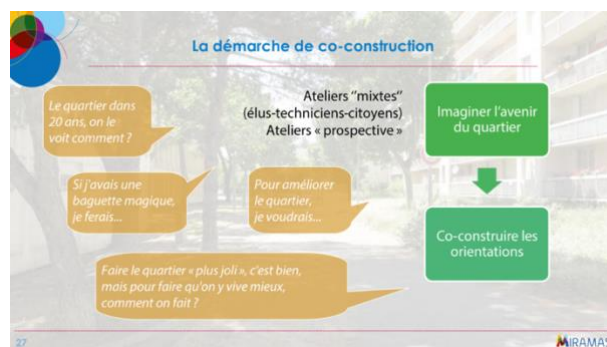 La démarche de co-construction
Le quartier dans
20 ans, on le
voit comment ?
Ateliers "mixtes"
(élus-techniciens-citoyens)
Ateliers « prospective »
Imaginer l'avenir
du quartier
Si j'avais une
baguette magique,
je ferais...
Pour améliorer
le quartier,
je voudrais...
Co-construire les
orientations
Faire le quartier « plus joli », c'est bien,
mais pour faire qu'on y vive mieux,
comment on fait ?
27
MIRAMAS